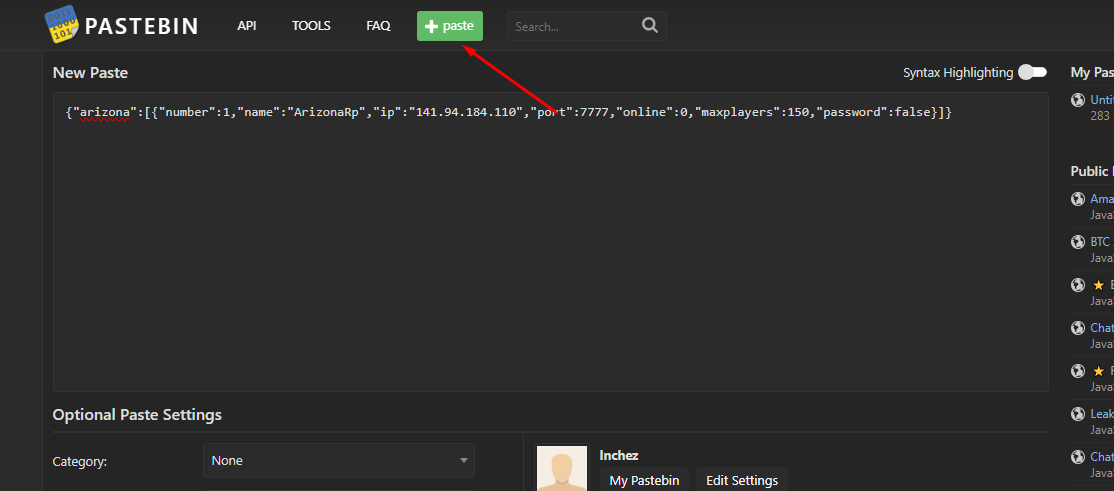 PASTEBIN API TOOLS FAQ + paste Search...
New Paste Syntax Highlighting My Pas
{"arizona":[{"number":1,"name":"ArizonaRp","ip":"141.94.184.110","port":7777,"online":0,"maxplayers":150,"password":false}]}
Unti
283
Public
Ama
Java
BTC
Java
Java
Chat
Java
Java
Leak
Java
Chat
Java
Optional Paste Settings
Category: None
Inchez
My Pastebin Edit Settings